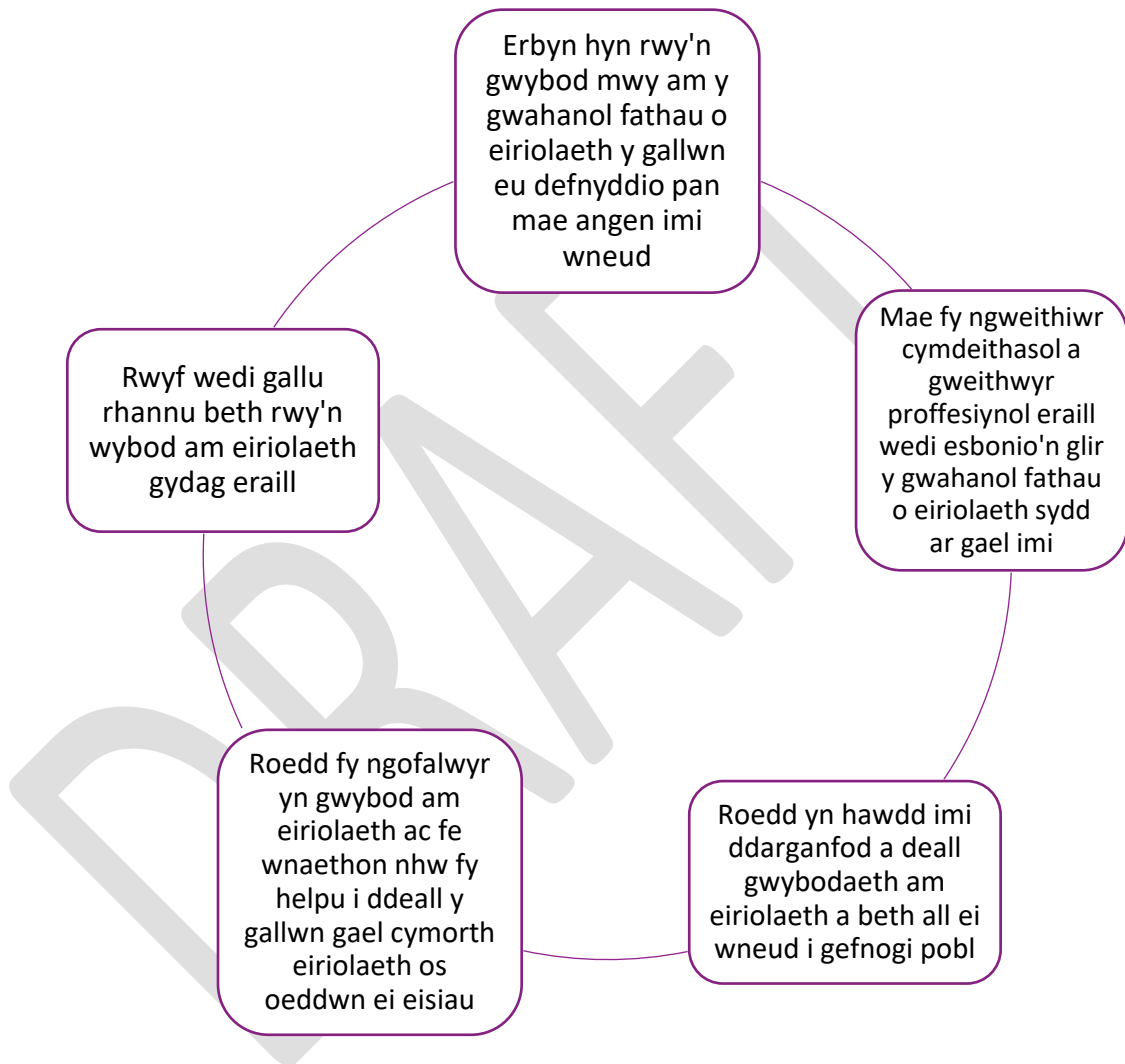 Erbyn hyn rwy'n
gwybod mwy am y
gwahanol fathau o
eiriolaeth y gallwn
eu defnyddio pan
mae angen imi
wneud
Mae fy ngweithiwr
cymdeithasol a
gweithwyr
proffesiynol eraill
wedi esbonio'n glir
y gwahanol fathau
o eiriolaeth sydd
ar gael imi
Roedd yn hawdd imi
ddarganfod a deall
gwybodaeth am
eiriolaeth a beth all ei
wneud i gefnogi pobl
Roedd fy ngofalwyr
yn gwybod am
eiriolaeth ac fe
wnaethon nhw fy
helpu i ddeall y
gallwn gael cymorth
eiriolaeth os
oeddwn ei eisiau
Rwyf wedi gallu
rhannu beth rwy'n
wybod am eiriolaeth
gydag eraill
DRAFT